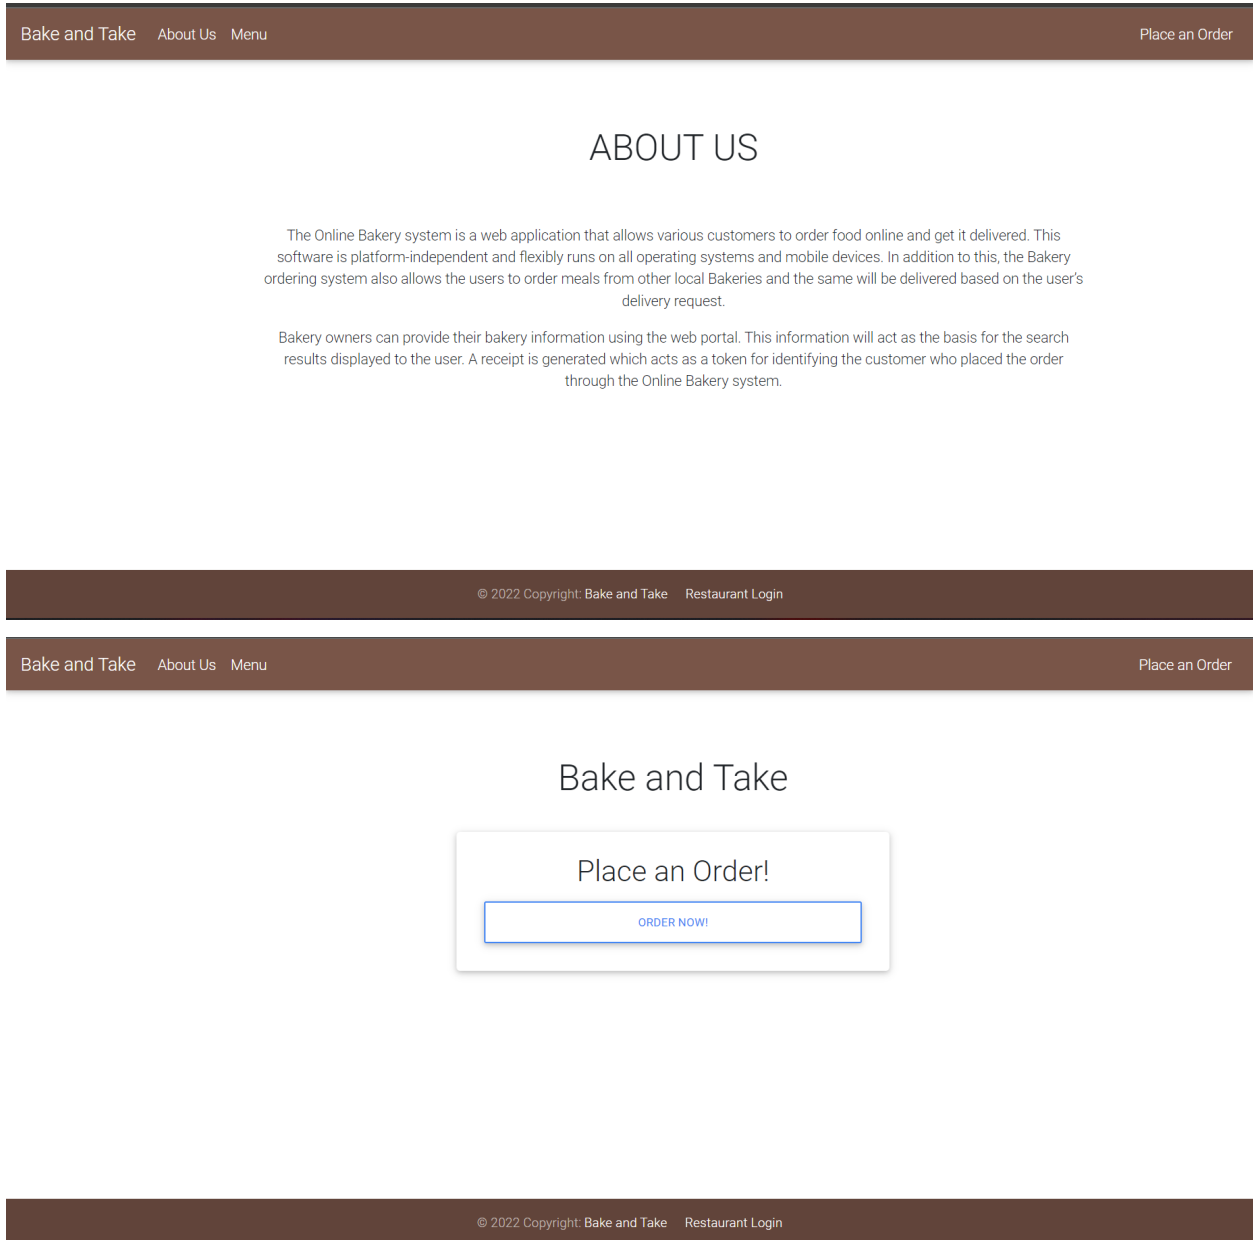 Bake and Take About Us Menu Place an Order
ABOUT US
The Online Bakery system is a web application that allows various customers to order food online and get it delivered. This
software is platform-independent and flexibly runs on all operating systems and mobile devices. In addition to this, the Bakery
ordering system also allows the users to order meals from other local Bakeries and the same will be delivered based on the user's
delivery request.
Bakery owners can provide their bakery information using the web portal. This information will act as the basis for the search
results displayed to the user. A receipt is generated which acts as a token for identifying the customer who placed the order
through the Online Bakery system.
© 2022 Copyright: Bake and Take Restaurant Login
Bake and Take About Us Menu Place an Order
Bake and Take
Place an Order!
ORDER NOW!
© 2022 Copyright: Bake and Take Restaurant Login